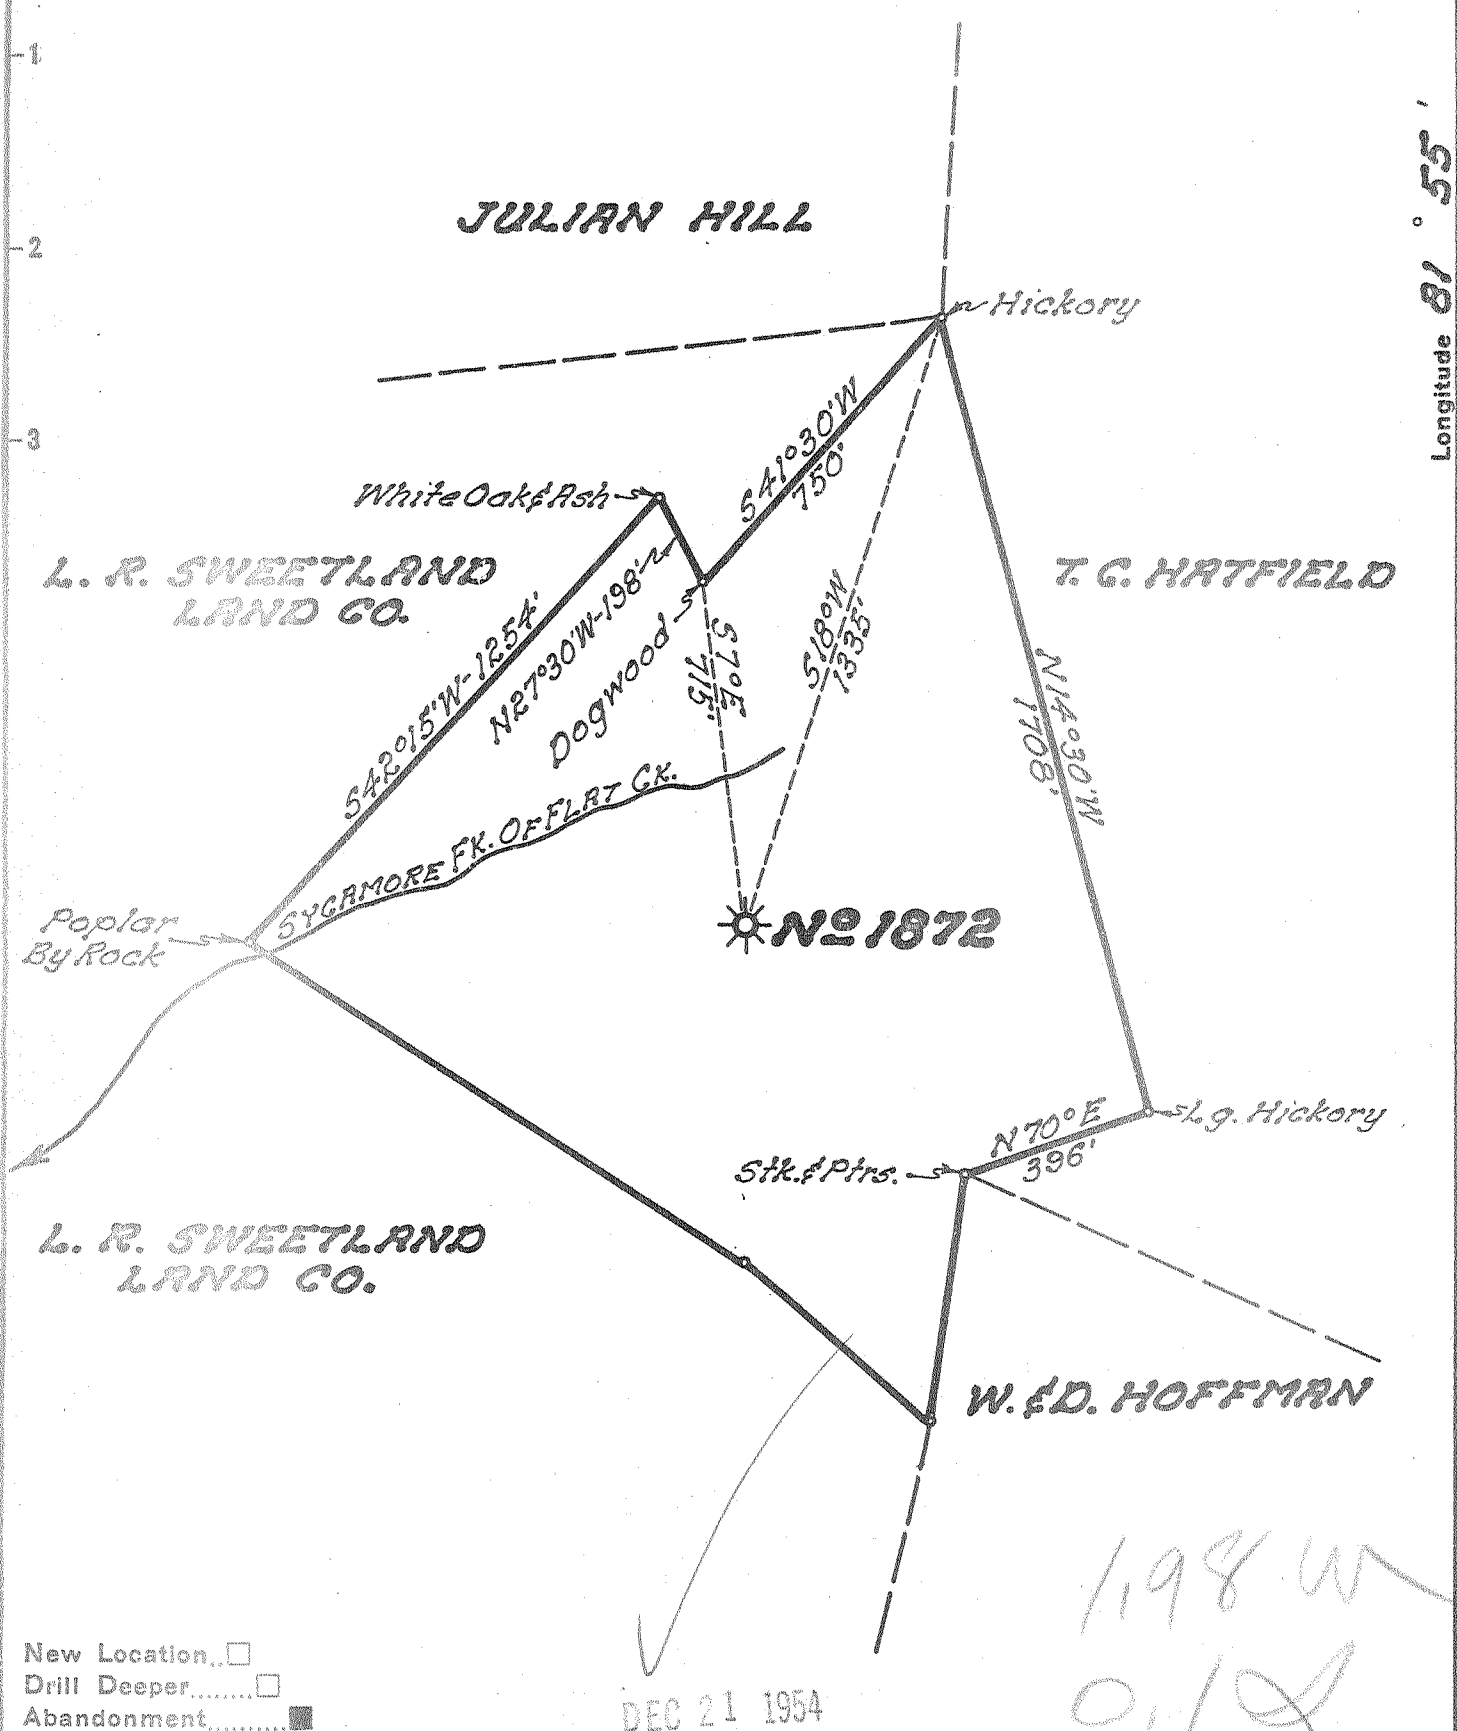 -1
JULIAN HILL
Longitude 81° 55'
-2
Hickory
-3
S41°30'W
750'
White Oak & Ash
L. R. SWEETLAND
LAND CO.
T. G. HATFIELD
S42°15'W-1254'
N27°30'W-198'
Dogwood
S7°E
715'
S18°W
1335'
N14°30'W
1708'
SYCAMORE FK. OF FLAT CK.
Poplar
By Rock
No 1872
N70°E
396'
Lg. Hickory
Stk. & Ptrs.
L. R. SWEETLAND
LAND CO.
W. & D. HOFFMAN
1.98 W
New Location..
Drill Deeper........
Abandonment..........
DEC 21 1954